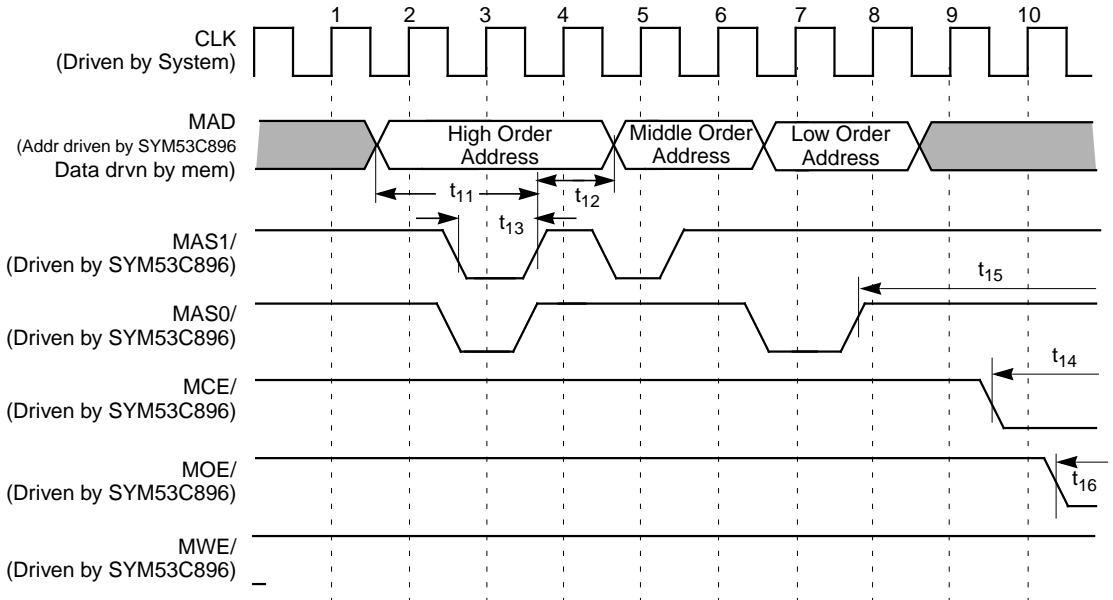 1 2 3 4 5 6 7 8 9 10
CLK
(Driven by System)
MAD
(Addr driven by SYM53C896
Data drvn by mem)
High Order
Address
Middle Order
Address
Low Order
Address
t11
t12
t13
MAS1/
(Driven by SYM53C896)
t15
MAS0/
(Driven by SYM53C896)
t14
MCE/
(Driven by SYM53C896)
MOE/
(Driven by SYM53C896)
t16
MWE/
(Driven by SYM53C896)